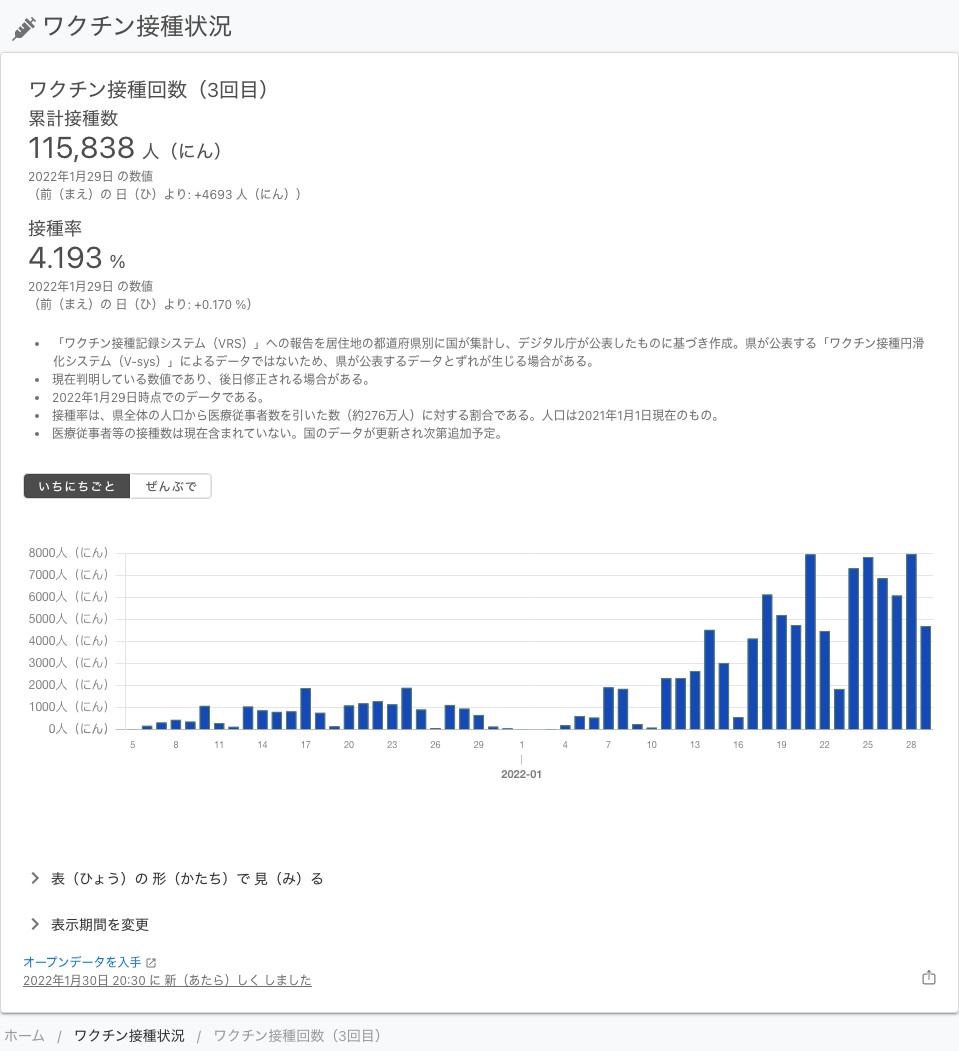 ワクチン接種状況
ワクチン接種回数（3回目）
累計接種数
115,838 人（にん）
2022年1月29日 の数値
（前（まえ）の 日（ひ）より: +4693 人（にん））
接種率
4.193 %
2022年1月29日 の数値
（前（まえ）の 日（ひ）より: +0.170 %）
• 「ワクチン接種記録システム（VRS）」への報告を居住地の都道府県別に国が集計し、デジタル庁が公表したものに基づき作成。県が公表する「ワクチン接種円滑
化システム（V-sys）」によるデータではないため、県が公表するデータとずれが生じる場合がある。
• 現在判明している数値であり、後日修正される場合がある。
• 2022年1月29日時点でのデータである。
• 接種率は、県全体の人口から医療従事者数を引いた数（約276万人）に対する割合である。人口は2021年1月1日現在のもの。
• 医療従事者等の接種数は現在含まれていない。国のデータが更新され次第追加予定。
いちにちごと ぜんぶで
8000人（にん）
7000人（にん）
6000人（にん）
5000人（にん）
4000人（にん）
3000人（にん）
2000人（にん）
1000人（にん）
0人（にん）
5 8 11 14 17 20 23 26 29 1 4 7 10 13 16 19 22 25 28
2022-01
表（ひょう）の 形（かたち）で 見（み）る
表示期間を変更
オープンデータを入手
2022年1月30日 20:30 に 新（あたら）しく しました
ホーム / ワクチン接種状況 / ワクチン接種回数（3回目）